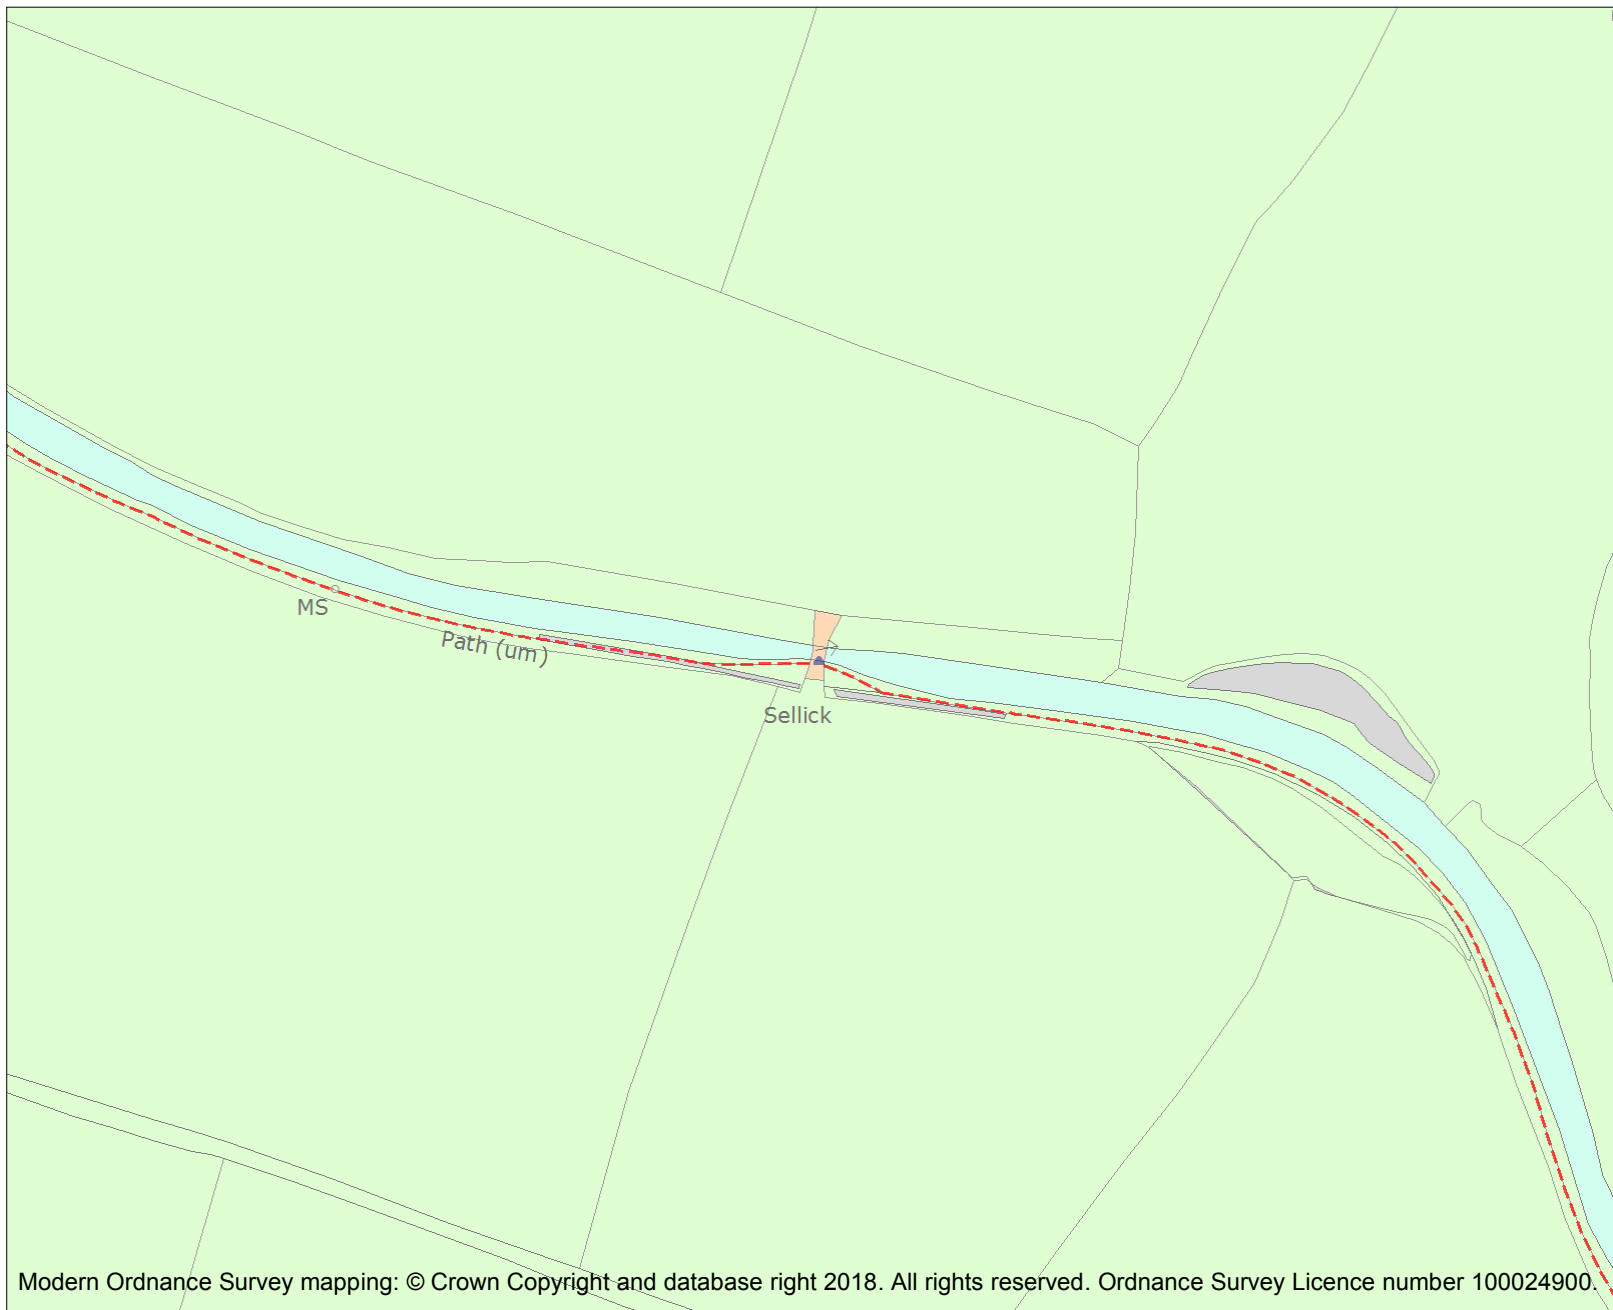 MS
Path (um)
Sellick
Modern Ordnance Survey mapping: © Crown Copyright and database right 2018. All rights reserved. Ordnance Survey Licence number 100024900.